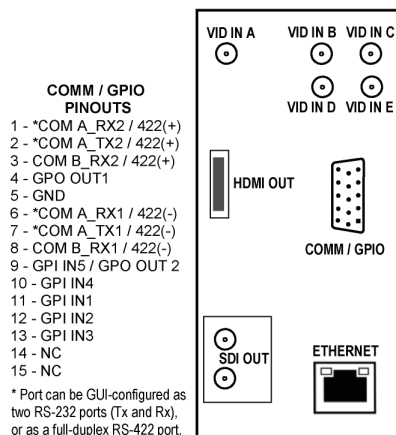 VID IN A
VID IN B
VID IN C
VID IN D
VID IN E
COMM / GPIO
PINOUTS
1 - *COM A_RX2 / 422(+)
2 - *COM A_TX2 / 422(+)
3 - COM B_RX2 / 422(+)
4 - GPO OUT1
5 - GND
6 - *COM A_RX1 / 422(-)
7 - *COM A_TX1 / 422(-)
8 - COM B_RX1 / 422(-)
9 - GPI IN5 / GPO OUT 2
10 - GPI IN4
11 - GPI IN1
12 - GPI IN2
13 - GPI IN3
14 - NC
15 - NC
* Port can be GUI-configured as
two RS-232 ports (Tx and Rx),
or as a full-duplex RS-422 port.
HDMI OUT
COMM / GPIO
SDI OUT
ETHERNET